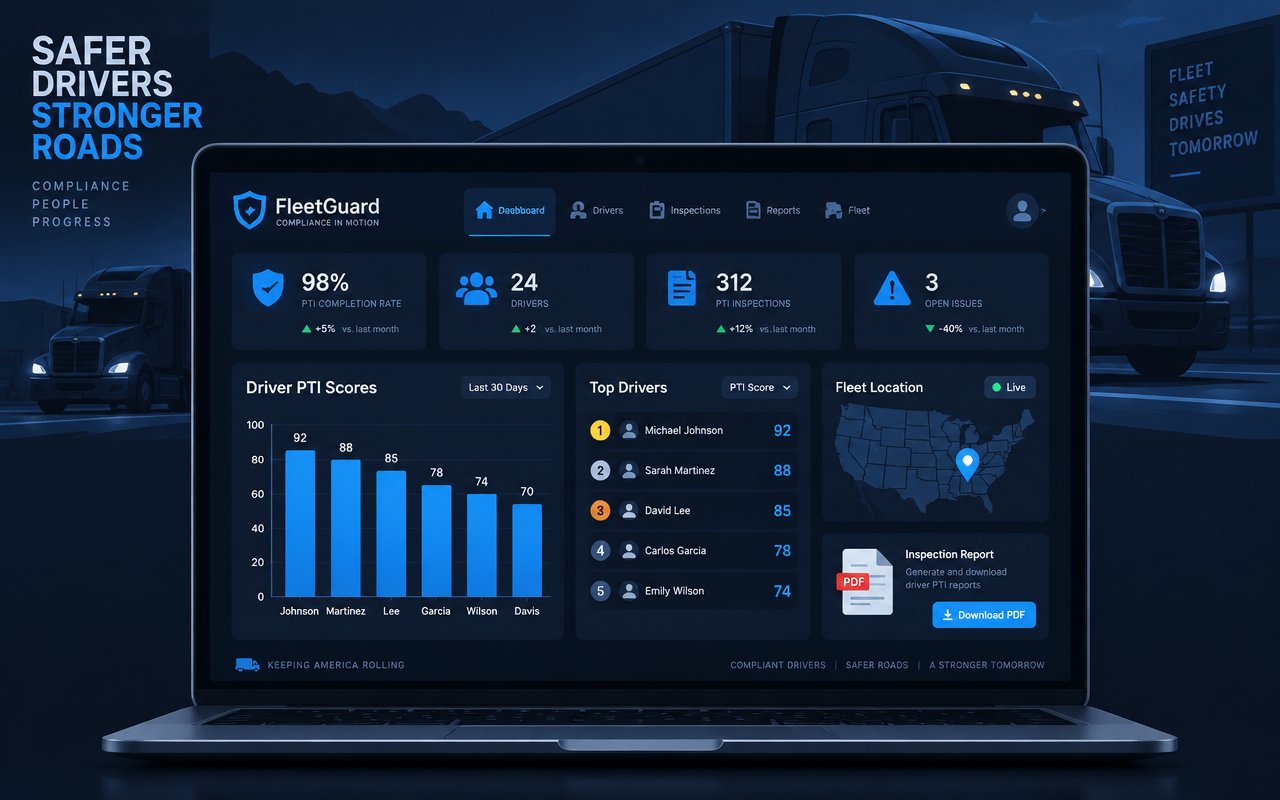 SAFER
DRIVERS
STRONGER
ROADS
COMPLIANCE
PEOPLE
PROGRESS
FLEET
SAFETY
DRIVES
TOMORROW
FleetGuard
COMPLIANCE IN MOTION
Dashboard
Drivers
Inspections
Reports
Fleet
98%
PTI COMPLETION RATE
+5% vs. last month
24
DRIVERS
+2 vs. last month
312
PTI INSPECTIONS
+12% vs. last month
3
OPEN ISSUES
-40% vs. last month
Driver PTI Scores
Last 30 Days
100
80
60
40
20
0
92
88
85
78
74
70
Johnson Martinez Lee Garcia Wilson Davis
Top Drivers
PTI Score
1 Michael Johnson 92
2 Sarah Martinez 88
3 David Lee 85
4 Carlos Garcia 78
5 Emily Wilson 74
Fleet Location
Live
PDF
Inspection Report
Generate and download
driver PTI reports
Download PDF
KEEPING AMERICA ROLLING
COMPLIANT DRIVERS | SAFER ROADS | A STRONGER TOMORROW